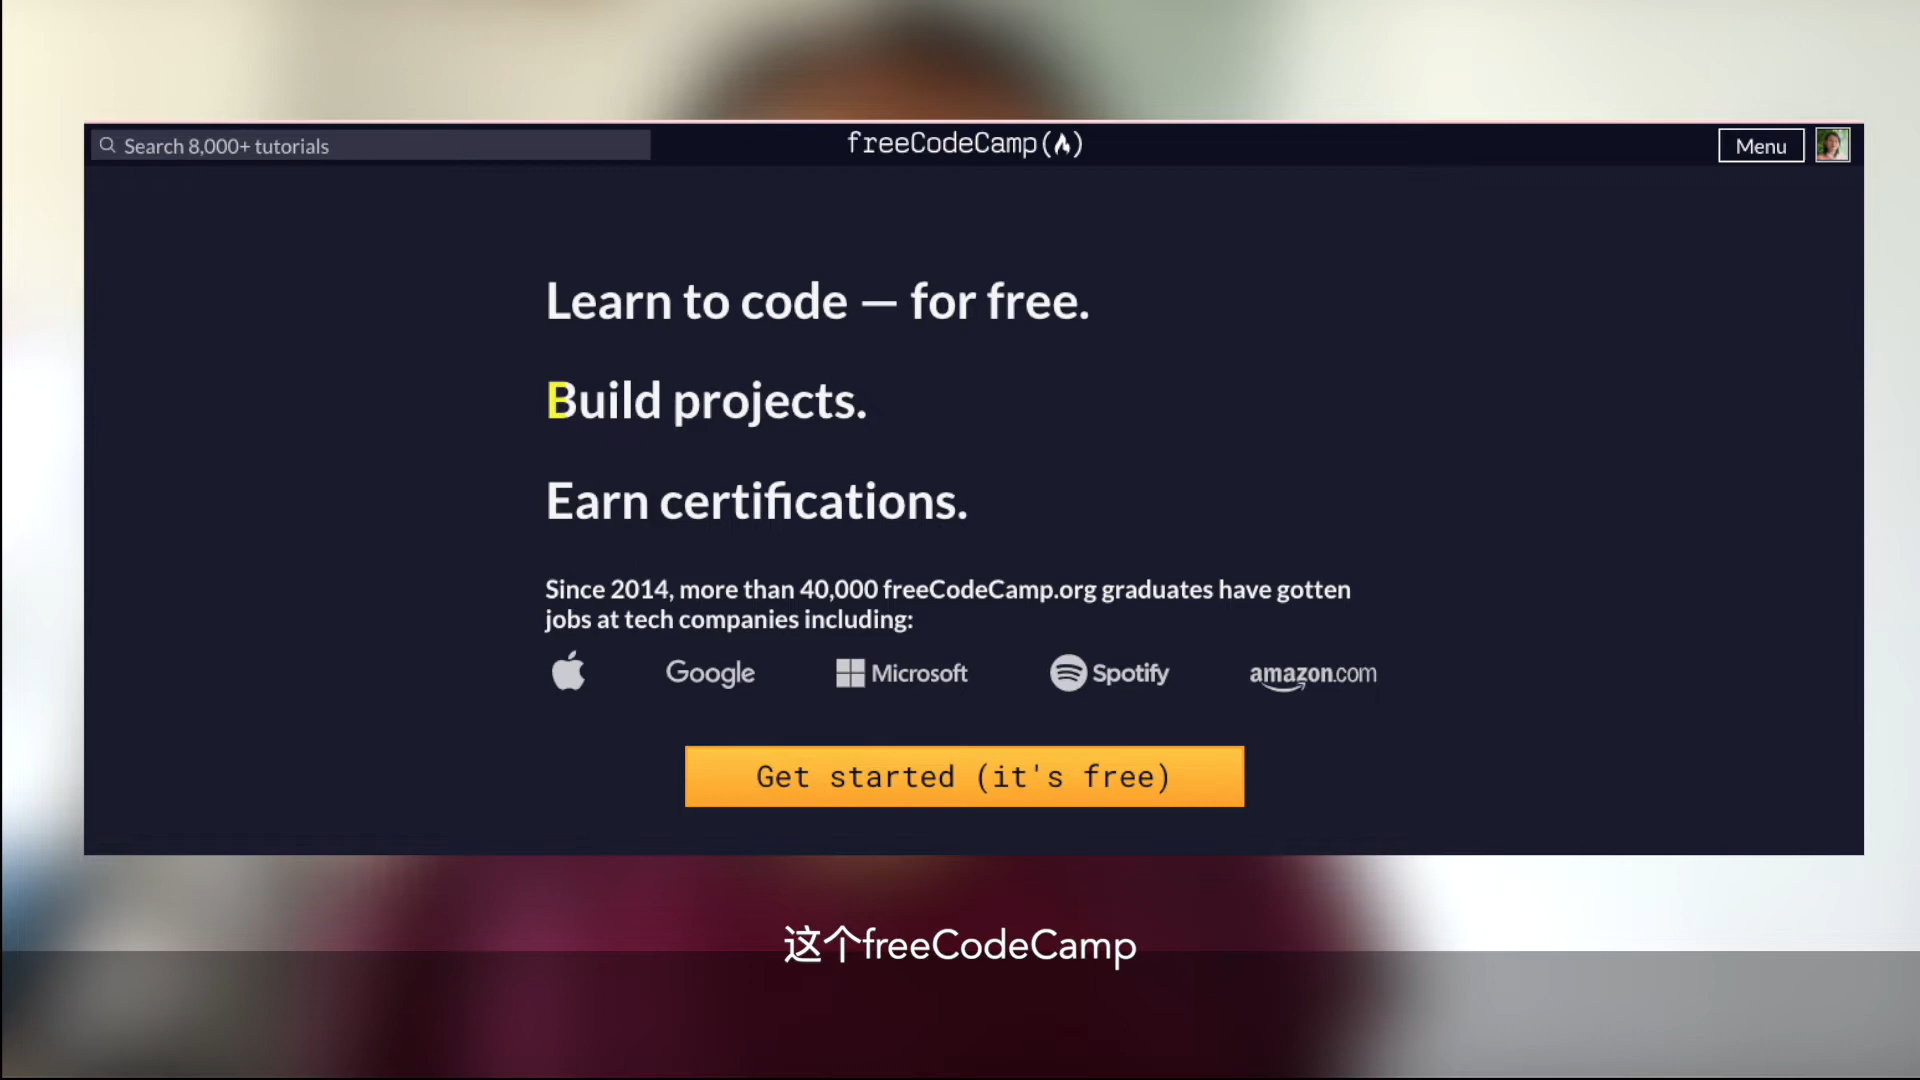 Search 8,000+ tutorials
freeCodeCamp
Menu
Learn to code — for free.
Build projects.
Earn certifications.
Since 2014, more than 40,000 freeCodeCamp.org graduates have gotten
jobs at tech companies including:
Google
Microsoft
Spotify
amazon.com
Get started (it's free)
这个freeCodeCamp